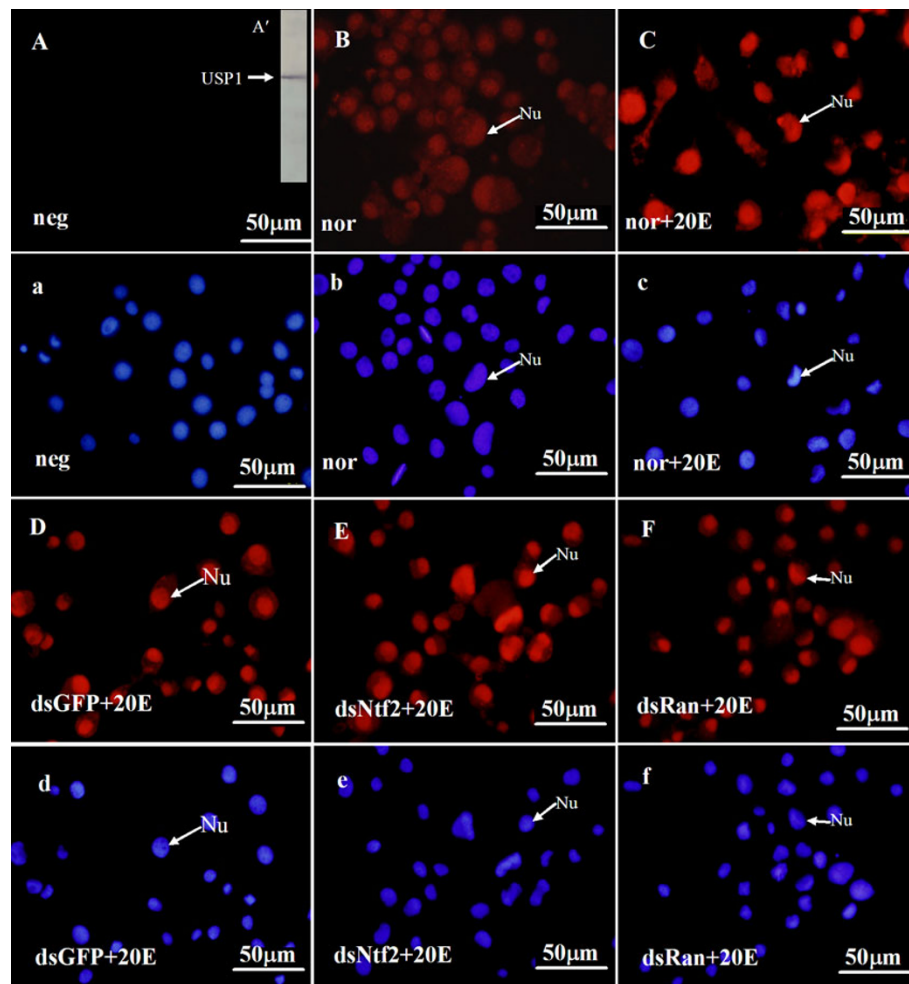 A
A′
USP1
neg
50μm
B
Nu
nor
50μm
C
Nu
nor+20E
50μm
a
neg
50μm
b
Nu
nor
50μm
c
Nu
nor+20E
50μm
D
Nu
dsGFP+20E
50μm
E
Nu
dsNtf2+20E
50μm
F
Nu
dsRan+20E
50μm
d
Nu
dsGFP+20E
50μm
e
Nu
dsNtf2+20E
50μm
f
Nu
dsRan+20E
50μm